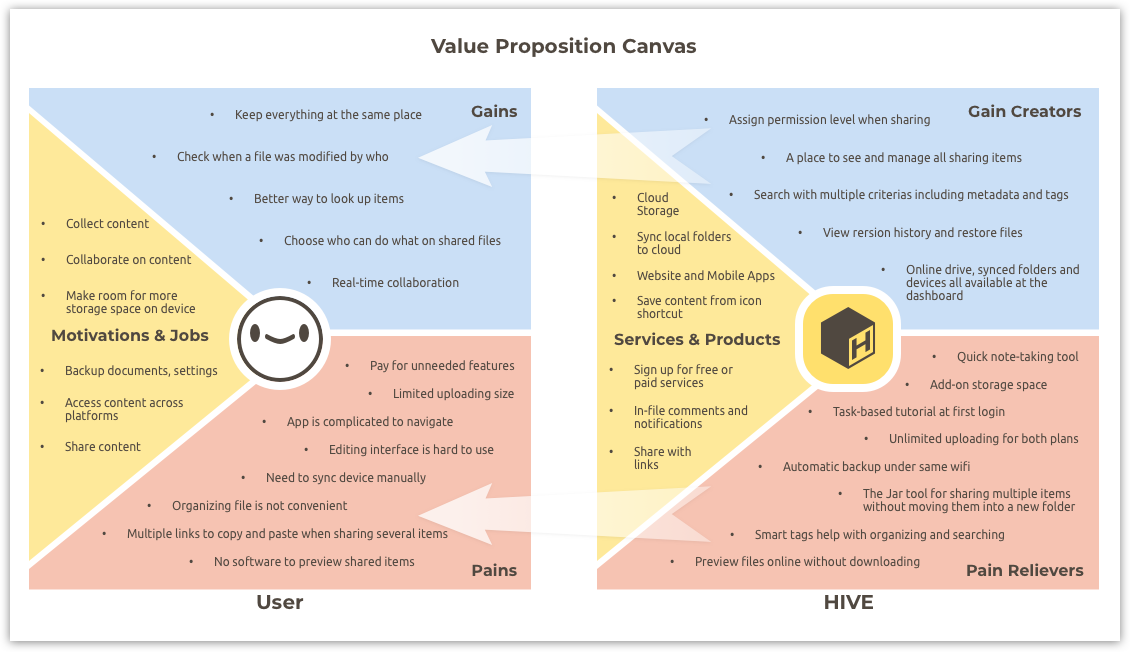 Value Proposition Canvas
Gains
• Keep everything at the same place
• Check when a file was modified by who
• Better way to look up items
• Choose who can do what on shared files
• Real-time collaboration
• Collect content
• Collaborate on content
• Make room for more
storage space on device
Motivations & Jobs
• Backup documents, settings
• Access content across
platforms
• Share content
• Pay for unneeded features
• Limited uploading size
• App is complicated to navigate
• Editing interface is hard to use
• Need to sync device manually
• Organizing file is not convenient
• Multiple links to copy and paste when sharing several items
• No software to preview shared items
Pains
User
Gain Creators
• Assign permission level when sharing
• A place to see and manage all sharing items
• Search with multiple criterias including metadata and tags
• View rersion history and restore files
• Online drive, synced folders and
devices all available at the
dashboard
• Cloud
Storage
• Sync local folders
to cloud
• Website and Mobile Apps
• Save content from icon
shortcut
Services & Products
• Sign up for free or
paid services
• In-file comments and
notifications
• Share with
links
H
• Quick note-taking tool
• Add-on storage space
• Task-based tutorial at first login
• Unlimited uploading for both plans
• Automatic backup under same wifi
• The Jar tool for sharing multiple items
without moving them into a new folder
• Smart tags help with organizing and searching
• Preview files online without downloading
Pain Relievers
HIVE